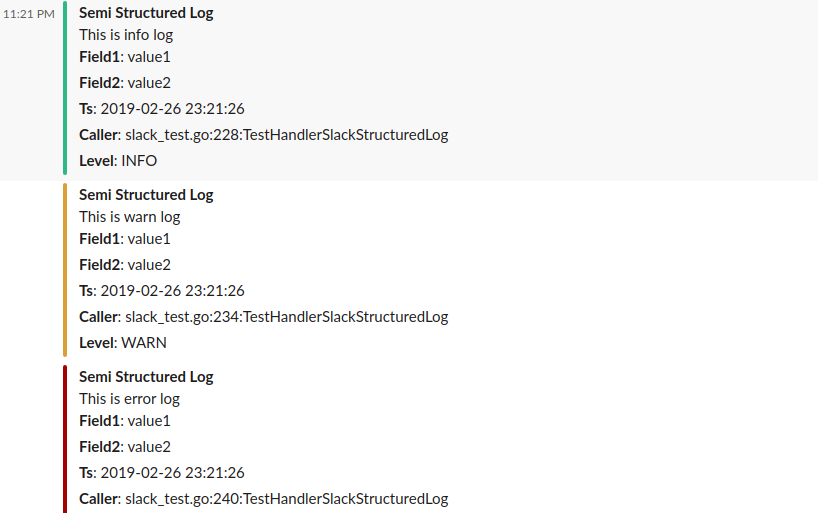 11:21 PM
Semi Structured Log
This is info log
Field1: value1
Field2: value2
Ts: 2019-02-26 23:21:26
Caller: slack_test.go:228:TestHandlerSlackStructuredLog
Level: INFO
Semi Structured Log
This is warn log
Field1: value1
Field2: value2
Ts: 2019-02-26 23:21:26
Caller: slack_test.go:234:TestHandlerSlackStructuredLog
Level: WARN
Semi Structured Log
This is error log
Field1: value1
Field2: value2
Ts: 2019-02-26 23:21:26
Caller: slack_test.go:240:TestHandlerSlackStructuredLog